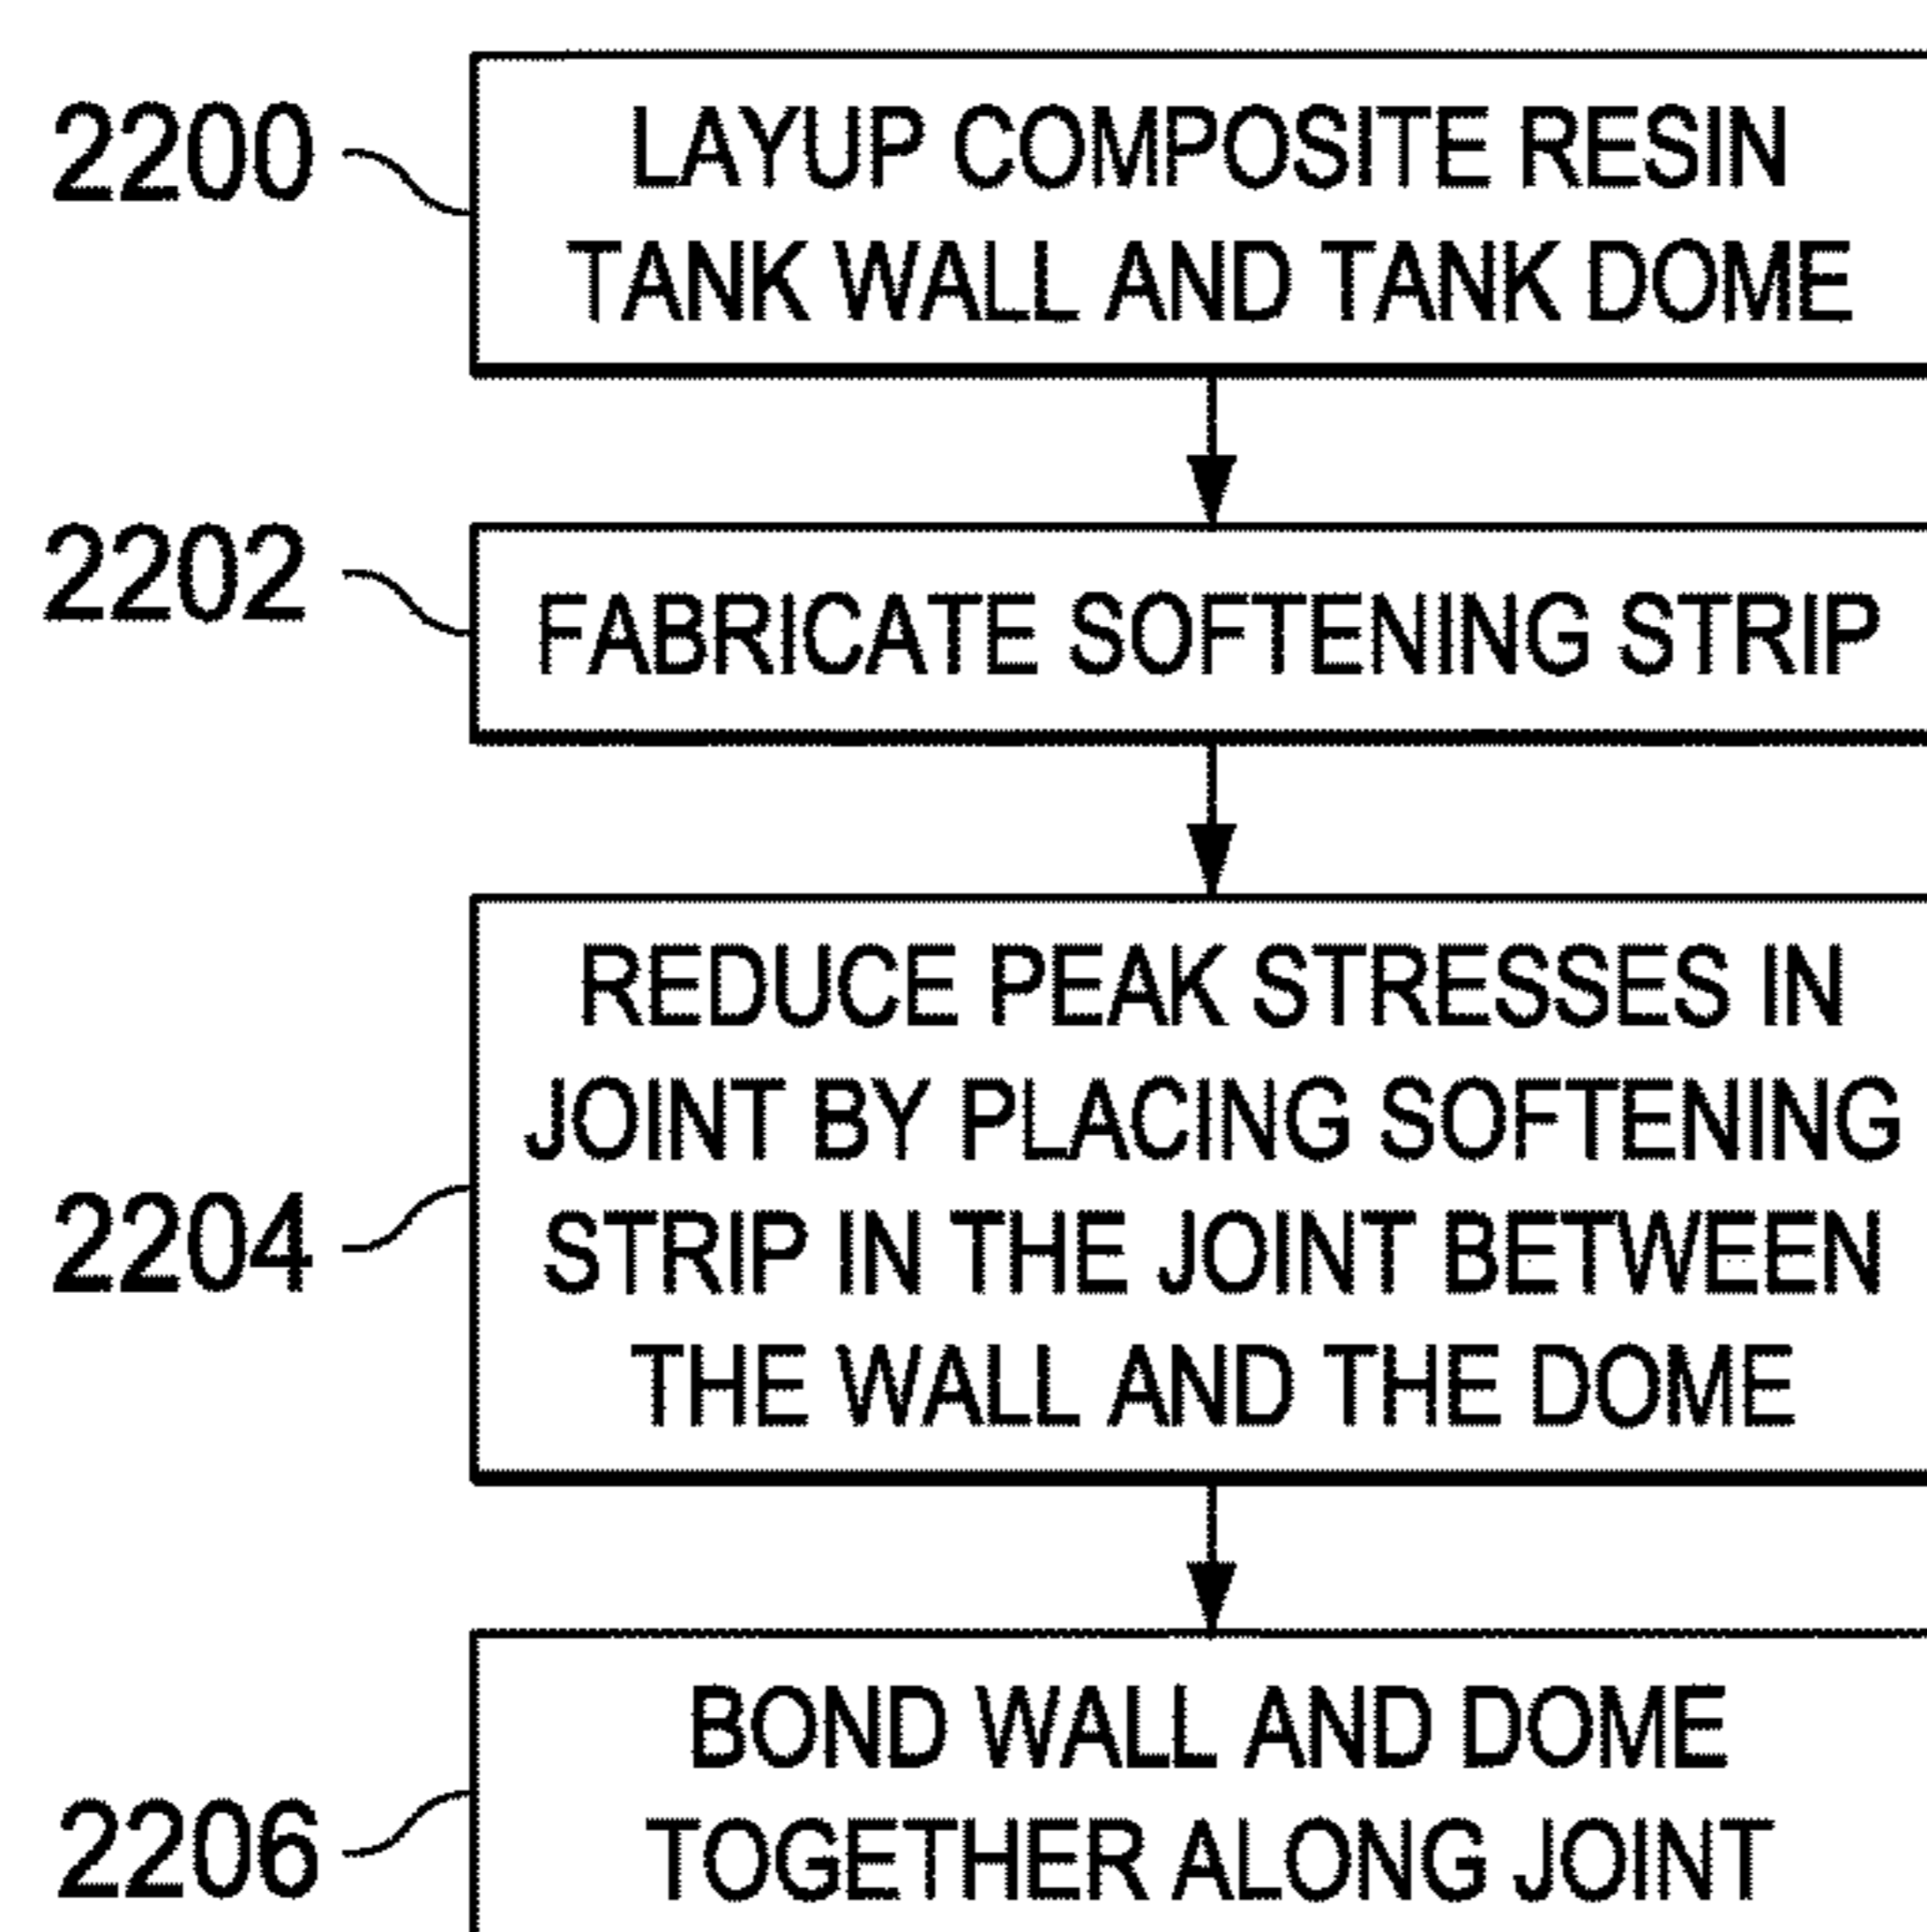 2200
LAYUP COMPOSITE RESIN
TANK WALL AND TANK DOME
2202
FABRICATE SOFTENING STRIP
2204
REDUCE PEAK STRESSES IN
JOINT BY PLACING SOFTENING
STRIP IN THE JOINT BETWEEN
THE WALL AND THE DOME
2206
BOND WALL AND DOME
TOGETHER ALONG JOINT